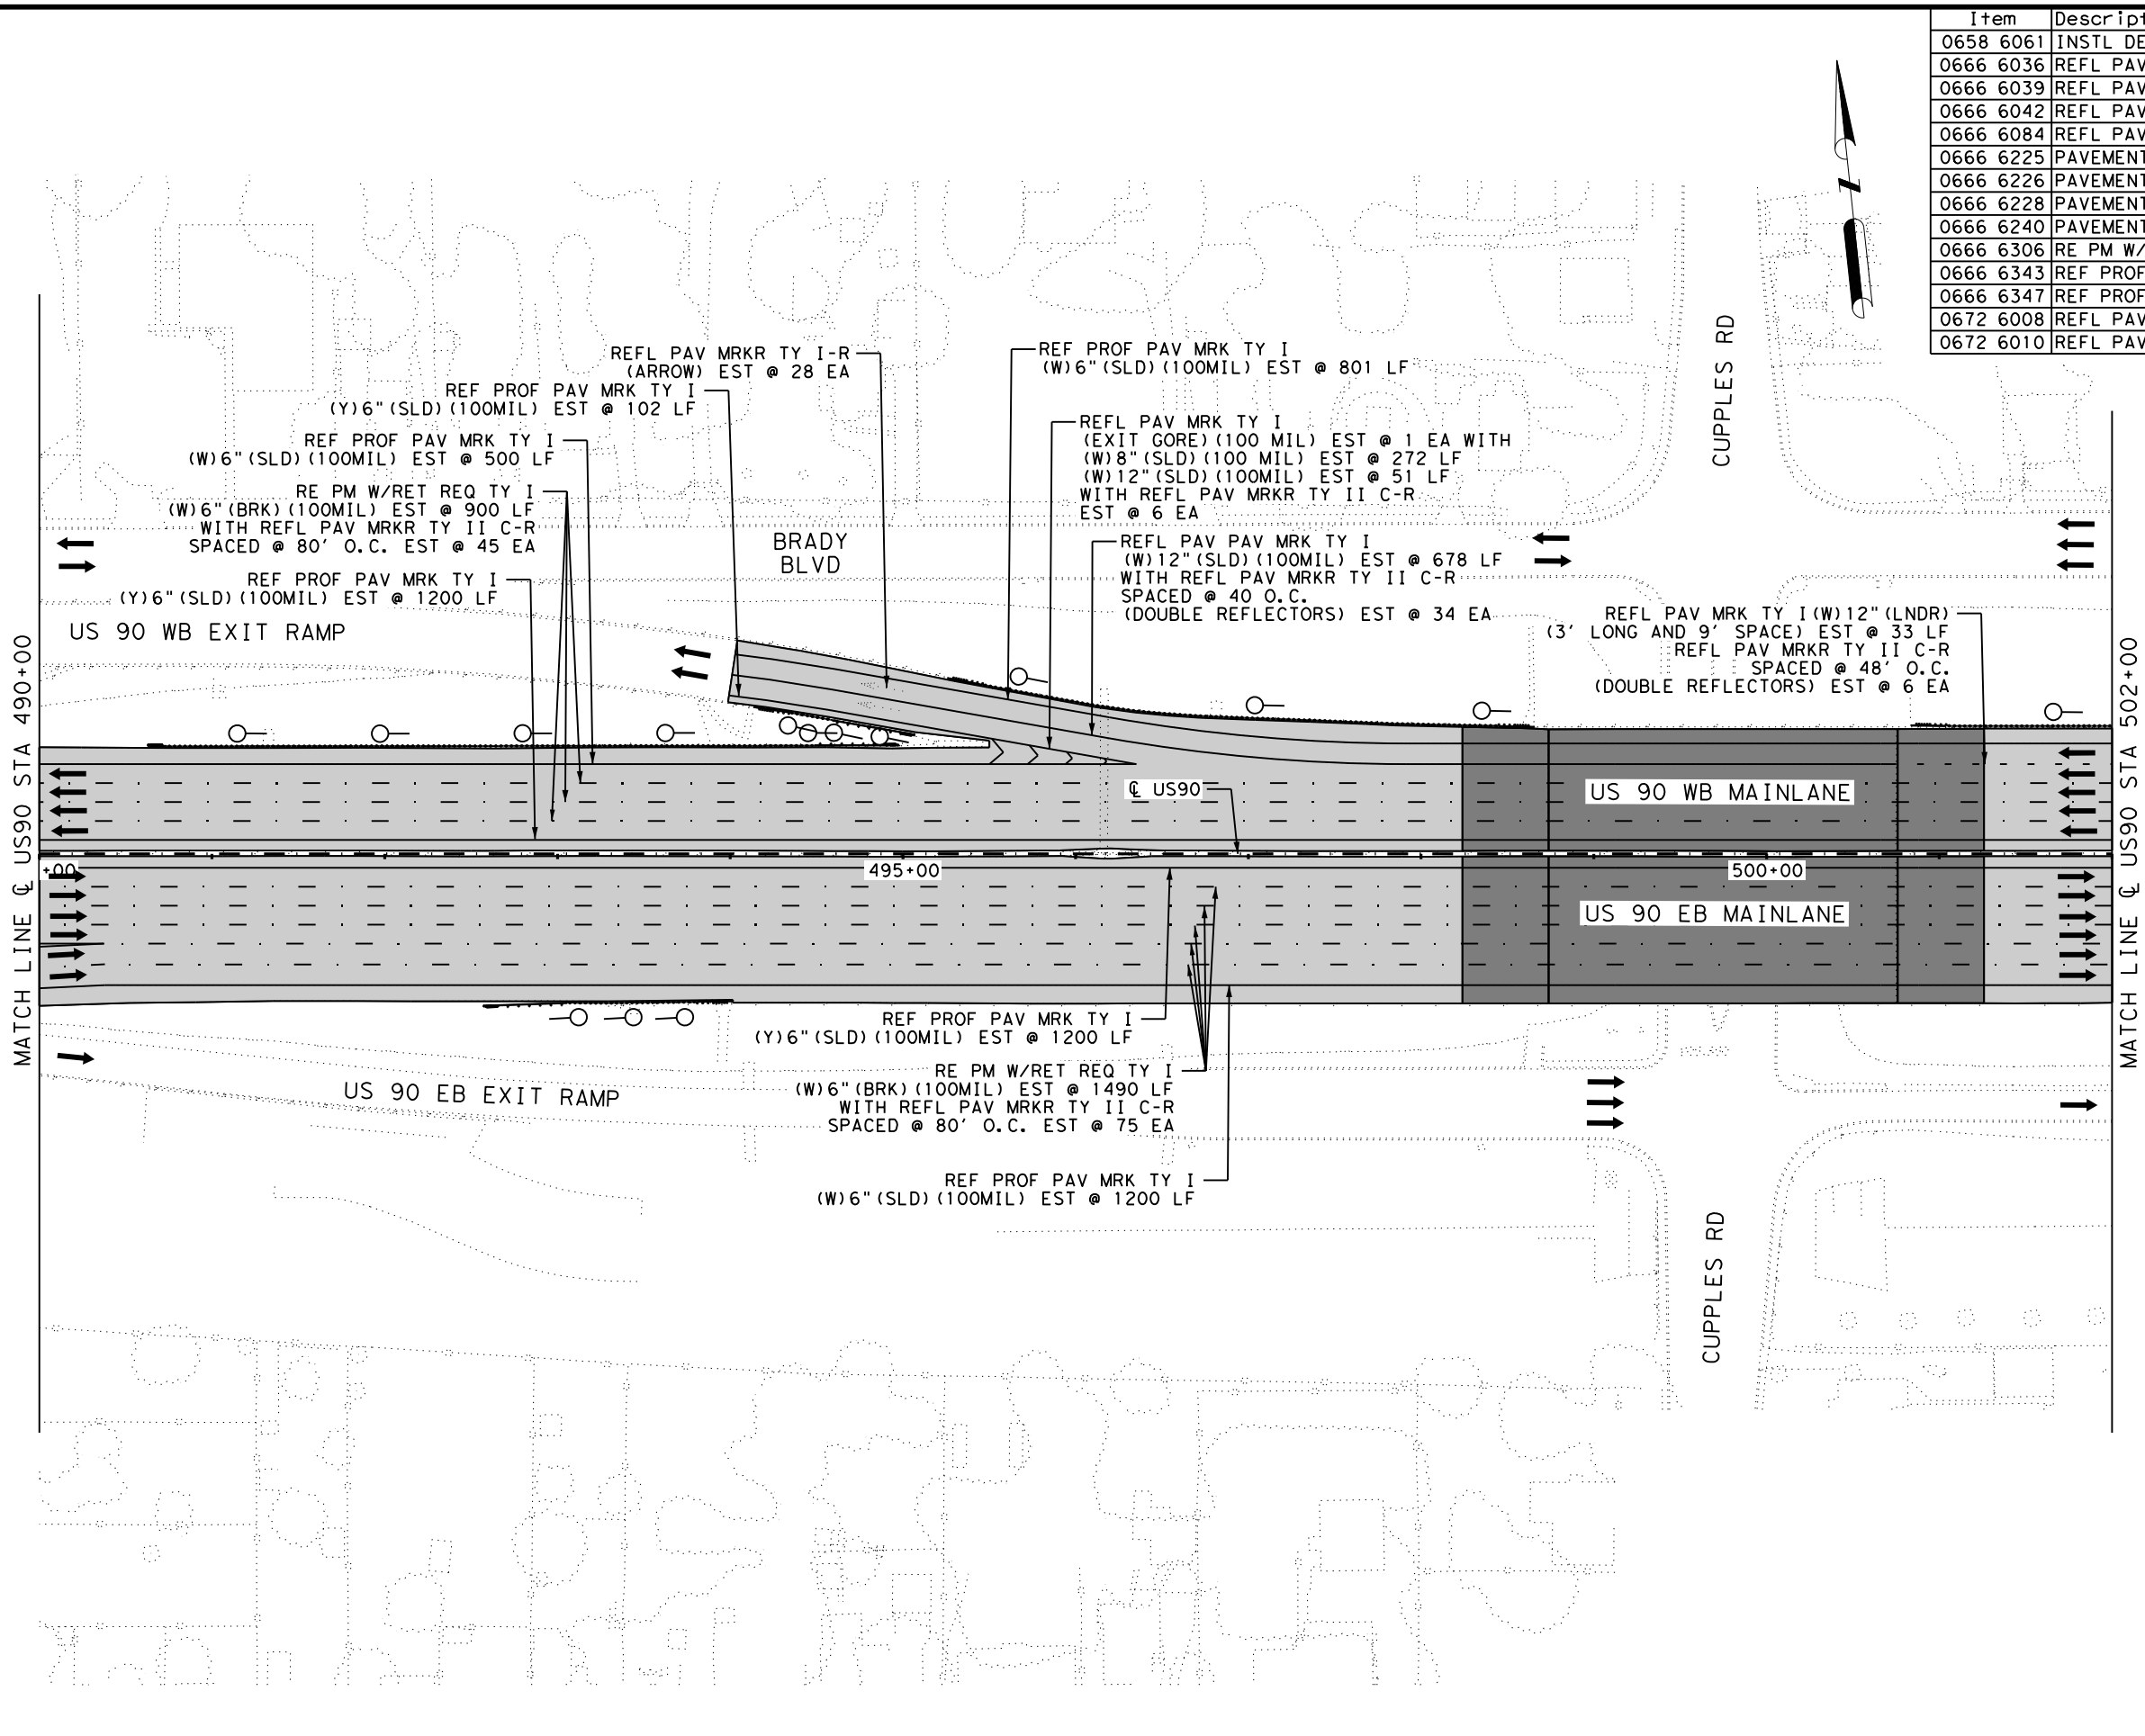 Item Descript
0658 6061 INSTL DE
0666 6036 REFL PAV
0666 6039 REFL PAV
0666 6042 REFL PAV
0666 6084 REFL PAV
0666 6225 PAVEMENT
0666 6226 PAVEMENT
0666 6228 PAVEMENT
0666 6240 PAVEMENT
0666 6306 RE PM W/
0666 6343 REF PROF
0666 6347 REF PROF
0672 6008 REFL PAV
0672 6010 REFL PAV
CUPPLES RD
REFL PAV MRKR TY I-R
(ARROW) EST @ 28 EA
REF PROF PAV MRK TY I
(Y)6"(SLD)(100MIL) EST @ 102 LF
REF PROF PAV MRK TY I
(W)6"(SLD)(100MIL) EST @ 500 LF
RE PM W/RET REQ TY I
(W)6"(BRK)(100MIL) EST @ 900 LF
WITH REFL PAV MRKR TY II C-R
SPACED @ 80' O.C. EST @ 45 EA
REF PROF PAV MRK TY I
(Y)6"(SLD)(100MIL) EST @ 1200 LF
US 90 WB EXIT RAMP
BRADY
BLVD
REF PROF PAV MRK TY I
(W)6"(SLD)(100MIL) EST @ 801 LF
REFL PAV MRK TY I
(EXIT GORE)(100 MIL) EST @ 1 EA WITH
(W)8"(SLD)(100 MIL) EST @ 272 LF
(W)12"(SLD)(100MIL) EST @ 51 LF
WITH REFL PAV MRKR TY II C-R
EST @ 6 EA
REFL PAV PAV MRK TY I
(W)12"(SLD)(100MIL) EST @ 678 LF
WITH REFL PAV MRKR TY II C-R
SPACED @ 40 O.C.
(DOUBLE REFLECTORS) EST @ 34 EA
REFL PAV MRK TY I(W)12"(LNDR)
(3' LONG AND 9' SPACE) EST @ 33 LF
REFL PAV MRKR TY II C-R
SPACED @ 48' O.C.
(DOUBLE REFLECTORS) EST @ 6 EA
MATCH LINE ℄ US90 STA 490+00
MATCH LINE ℄ US90 STA 502+00
℄ US90
US 90 WB MAINLANE
+00
495+00
500+00
US 90 EB MAINLANE
REF PROF PAV MRK TY I
(Y)6"(SLD)(100MIL) EST @ 1200 LF
RE PM W/RET REQ TY I
(W)6"(BRK)(100MIL) EST @ 1490 LF
WITH REFL PAV MRKR TY II C-R
SPACED @ 80' O.C. EST @ 75 EA
US 90 EB EXIT RAMP
REF PROF PAV MRK TY I
(W)6"(SLD)(100MIL) EST @ 1200 LF
CUPPLES RD